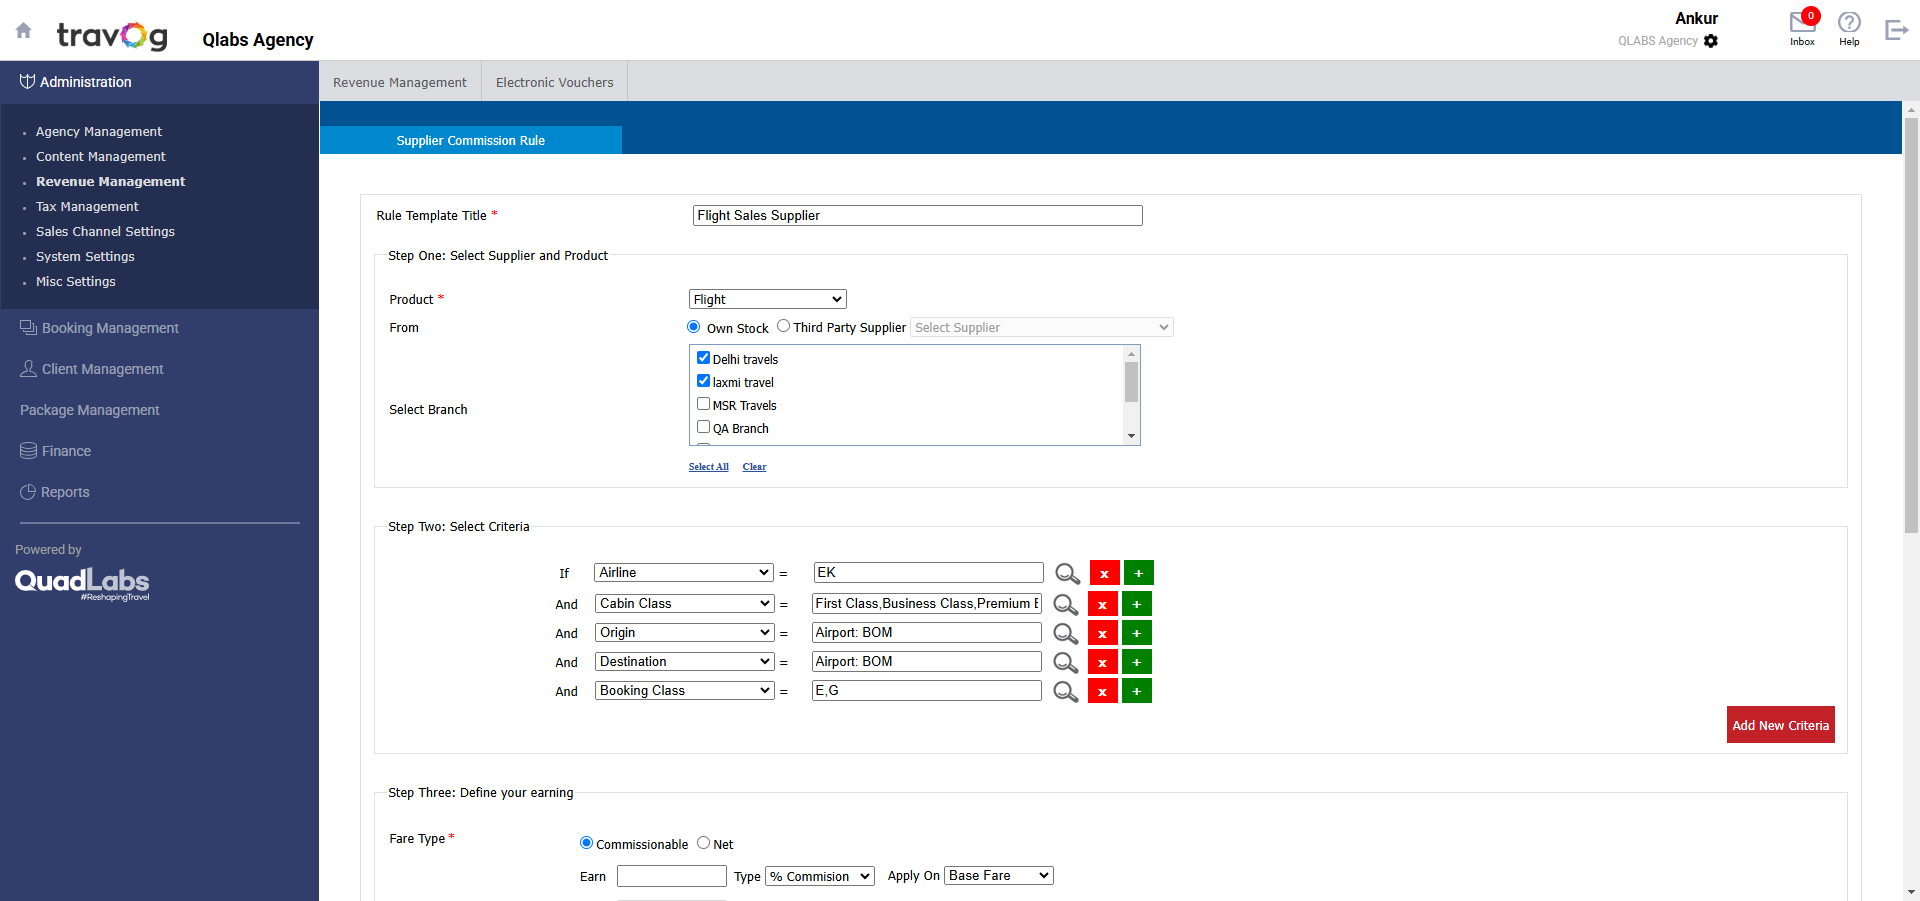 travog
Qlabs Agency
Ankur
QLABS Agency
0
Inbox
Help
Administration
Agency Management
Content Management
Revenue Management
Tax Management
Sales Channel Settings
System Settings
Misc Settings
Booking Management
Client Management
Package Management
Finance
Reports
Powered by
QuadLabs
#ReshapingTravel
Revenue Management
Electronic Vouchers
Supplier Commission Rule
Rule Template Title * Flight Sales Supplier
Step One: Select Supplier and Product
Product * Flight
From Own Stock Third Party Supplier Select Supplier
Select Branch
Delhi travels
laxmi travel
MSR Travels
QA Branch
Select All Clear
Step Two: Select Criteria
If Airline = EK x +
And Cabin Class = First Class,Business Class,Premium E x +
And Origin = Airport: BOM x +
And Destination = Airport: BOM x +
And Booking Class = E,G x +
Add New Criteria
Step Three: Define your earning
Fare Type * Commissionable Net
Earn Type % Commision Apply On Base Fare